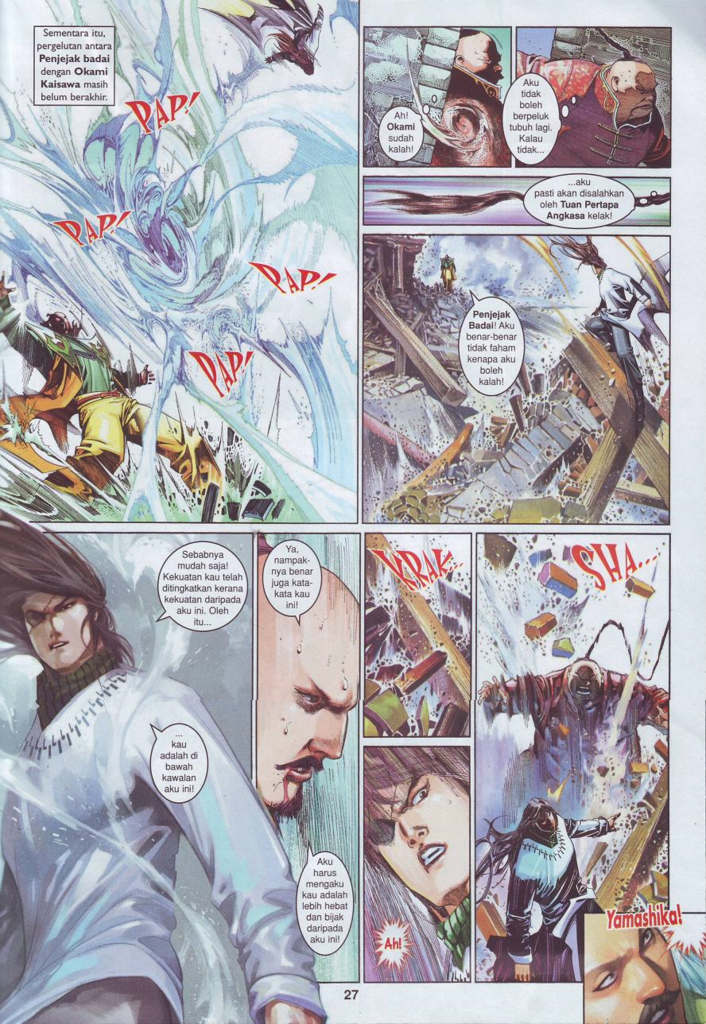 Sementara itu,
pergelutan antara
Penjejak badai
dengan Okami
Kaisawa masih
belum berakhir.
PAP!
PAP!
PAP!
PAP!
Ah!
Okami
sudah
kalah!
Aku
tidak
boleh
berpeluk
tubuh lagi.
Kalau
tidak...
...aku
pasti akan disalahkan
oleh Tuan Pertapa
Angkasa kelak!
Penjejak
Badai! Aku
benar-benar
tidak faham
kenapa aku
boleh
kalah!
Sebabnya
mudah saja!
Kekuatan kau telah
ditingkatkan kerana
kekuatan daripada
aku ini. Oleh
itu...
...
kau
adalah di
bawah
kawalan
aku ini!
Ya,
nampak-
nya benar
juga kata-
kata kau
ini!
Aku
harus
mengaku
kau adalah
lebih hebat
dan bijak
daripada
aku ini!
KRAK...
Ah!
SHA...
Yamashika!
27